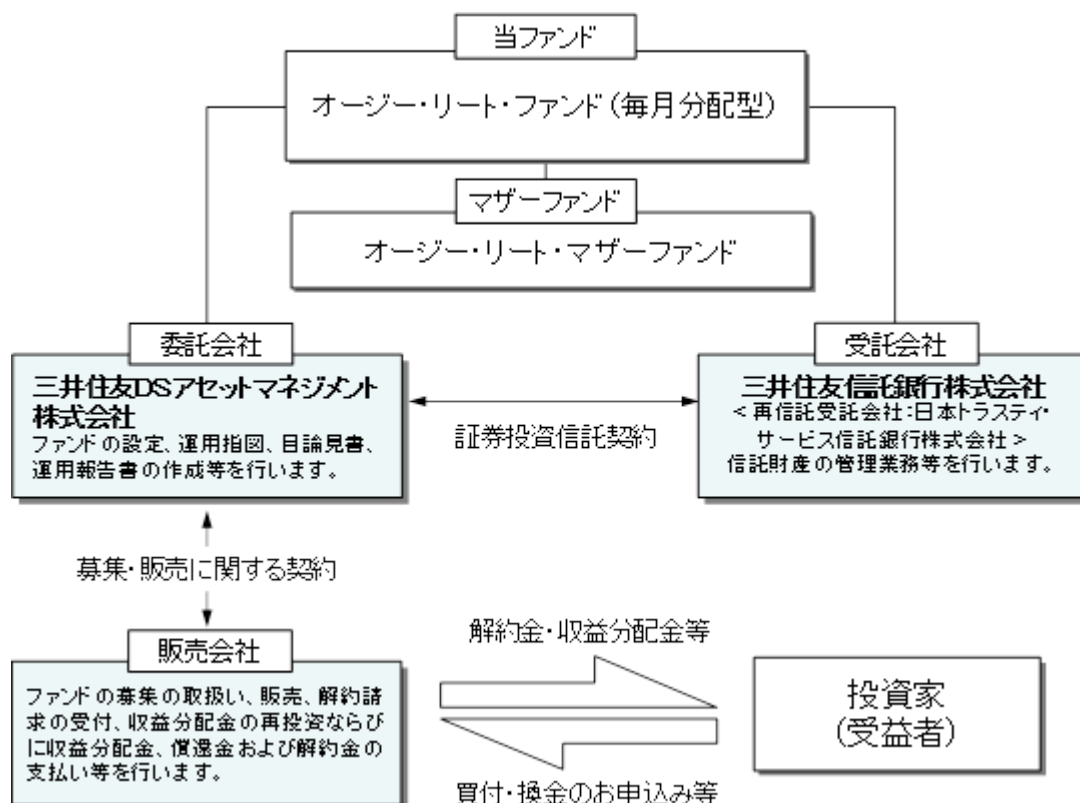 当ファンド
オージー・リート・ファンド(毎月分配型)
マザーファンド
オージー・リート・マザーファンド
委託会社
三井住友DSアセットマネジメント
株式会社
ファンドの設定、運用指図、目論見書、
運用報告書の作成等を行います。
証券投資信託契約
受託会社
三井住友信託銀行株式会社
<再信託受託会社:日本トラスティ・
サービス信託銀行株式会社>
信託財産の管理業務等を行います。
募集・販売に関する契約
販売会社
ファンドの募集の取扱い、販売、解約請
求の受付、収益分配金の再投資ならび
に収益分配金、償還金および解約金の
支払い等を行います。
解約金・収益分配金等
買付・換金のお申込み等
投資家
(受益者)